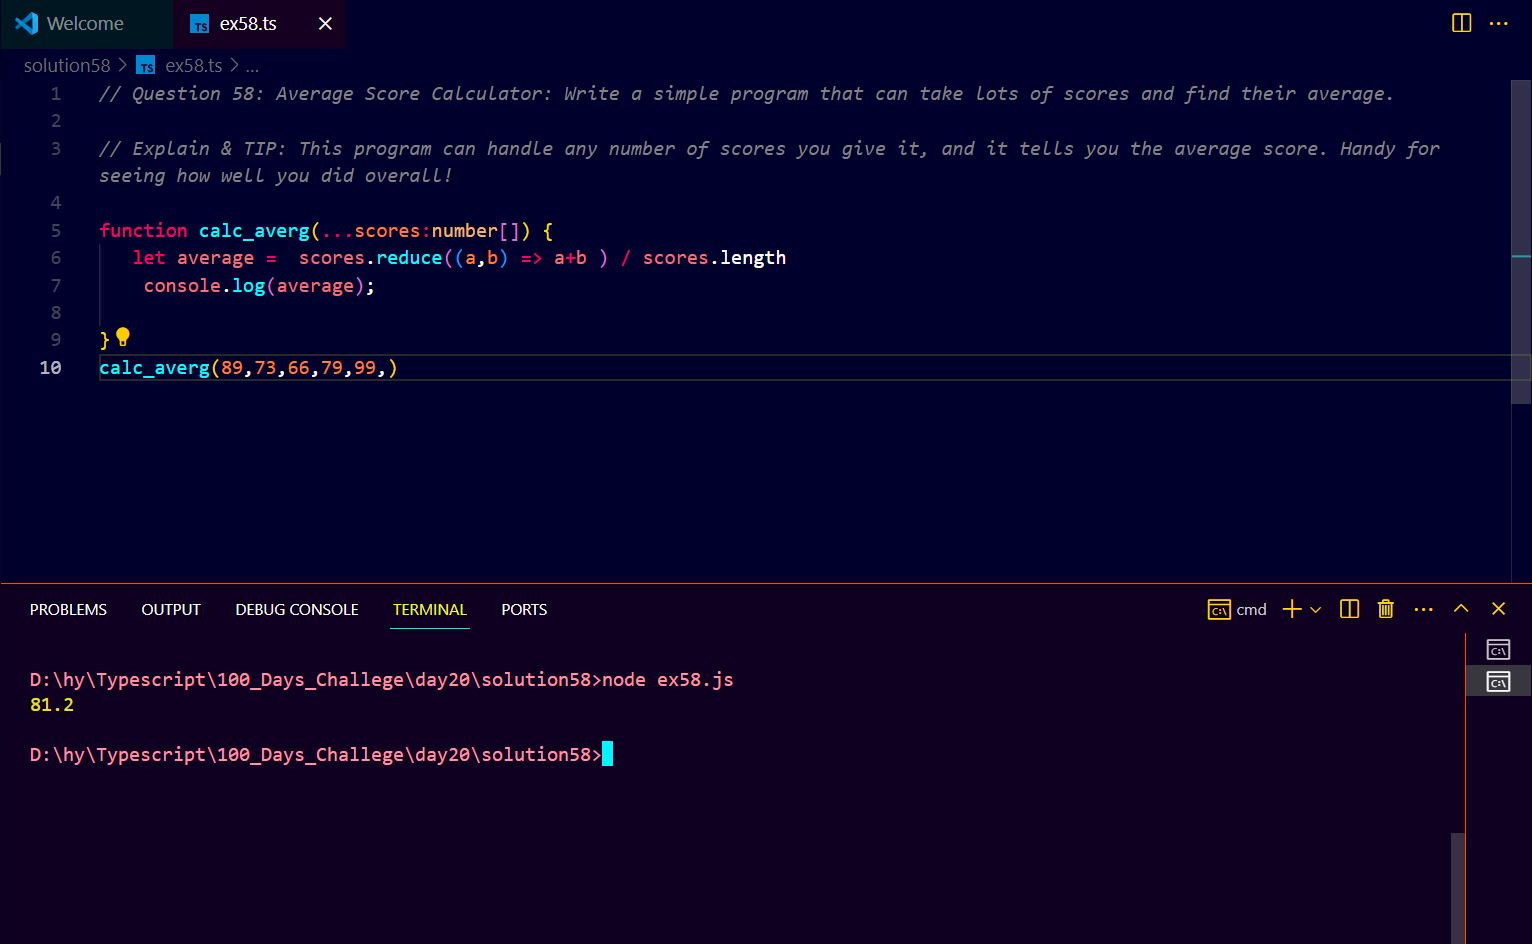 Welcome
TS ex58.ts
solution58 > TS ex58.ts > ...
1 // Question 58: Average Score Calculator: Write a simple program that can take lots of scores and find their average.
2
3 // Explain & TIP: This program can handle any number of scores you give it, and it tells you the average score. Handy for
seeing how well you did overall!
4
5 function calc_averg(...scores:number[]) {
6 let average =  scores.reduce((a,b) => a+b ) / scores.length
7 console.log(average);
8
9 }
10 calc_averg(89,73,66,79,99,)
PROBLEMS OUTPUT DEBUG CONSOLE TERMINAL PORTS cmd
D:\hy\Typescript\100_Days_Challege\day20\solution58>node ex58.js
81.2
D:\hy\Typescript\100_Days_Challege\day20\solution58>